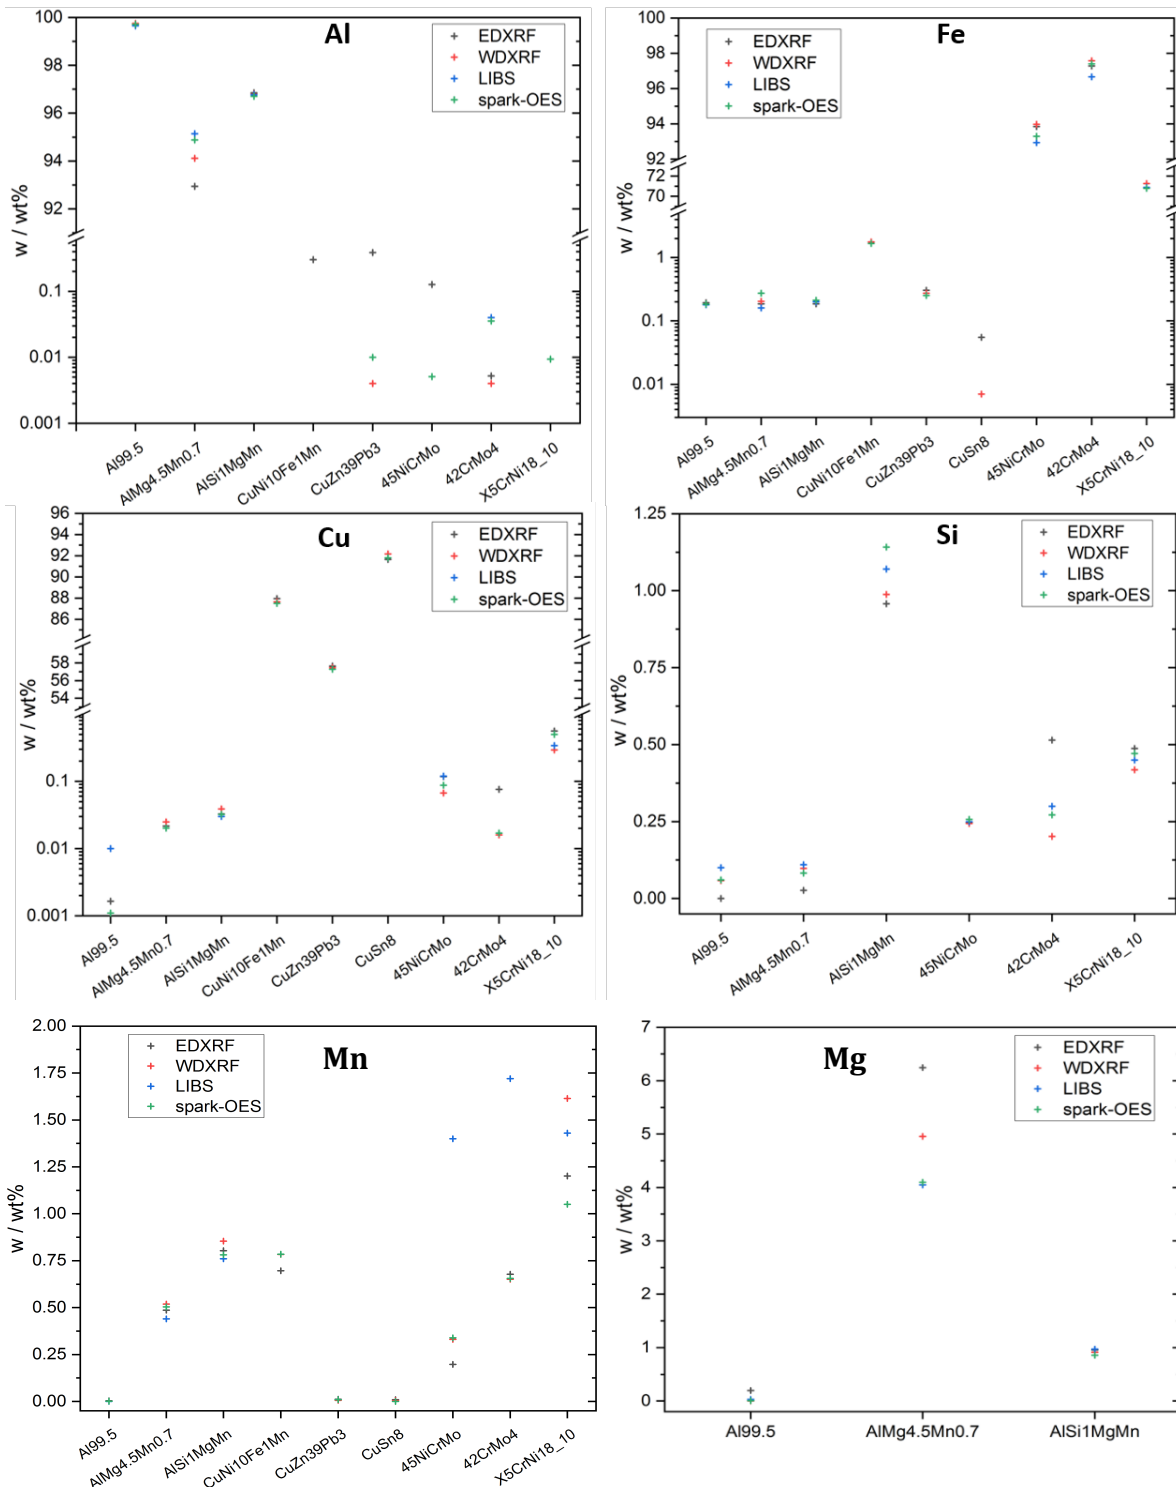 Al
EDXRF
WDXRF
LIBS
spark-OES
w / wt%
100
98
96
94
92
0.1
0.01
0.001
Al99.5
AlMg4.5Mn0.7
AlSi1MgMn
CuNi10Fe1Mn
CuZn39Pb3
45NiCrMo
42CrMo4
X5CrNi18_10
Fe
EDXRF
WDXRF
LIBS
spark-OES
w / wt%
100
98
96
94
92
72
70
1
0.1
0.01
Al99.5
AlMg4.5Mn0.7
AlSi1MgMn
CuNi10Fe1Mn
CuZn39Pb3
CuSn8
45NiCrMo
42CrMo4
X5CrNi18_10
Cu
EDXRF
WDXRF
LIBS
spark-OES
w / wt%
96
94
92
90
88
86
58
56
54
0.1
0.01
0.001
Al99.5
AlMg4.5Mn0.7
AlSi1MgMn
CuNi10Fe1Mn
CuZn39Pb3
CuSn8
45NiCrMo
42CrMo4
X5CrNi18_10
Si
EDXRF
WDXRF
LIBS
spark-OES
w / wt%
1.25
1.00
0.75
0.50
0.25
0.00
Al99.5
AlMg4.5Mn0.7
AlSi1MgMn
45NiCrMo
42CrMo4
X5CrNi18_10
Mn
EDXRF
WDXRF
LIBS
spark-OES
w / wt%
2.00
1.75
1.50
1.25
1.00
0.75
0.50
0.25
0.00
Al99.5
AlMg4.5Mn0.7
AlSi1MgMn
CuNi10Fe1Mn
CuZn39Pb3
CuSn8
45NiCrMo
42CrMo4
X5CrNi18_10
Mg
EDXRF
WDXRF
LIBS
spark-OES
w / wt%
7
6
5
4
3
2
1
0
Al99.5
AlMg4.5Mn0.7
AlSi1MgMn